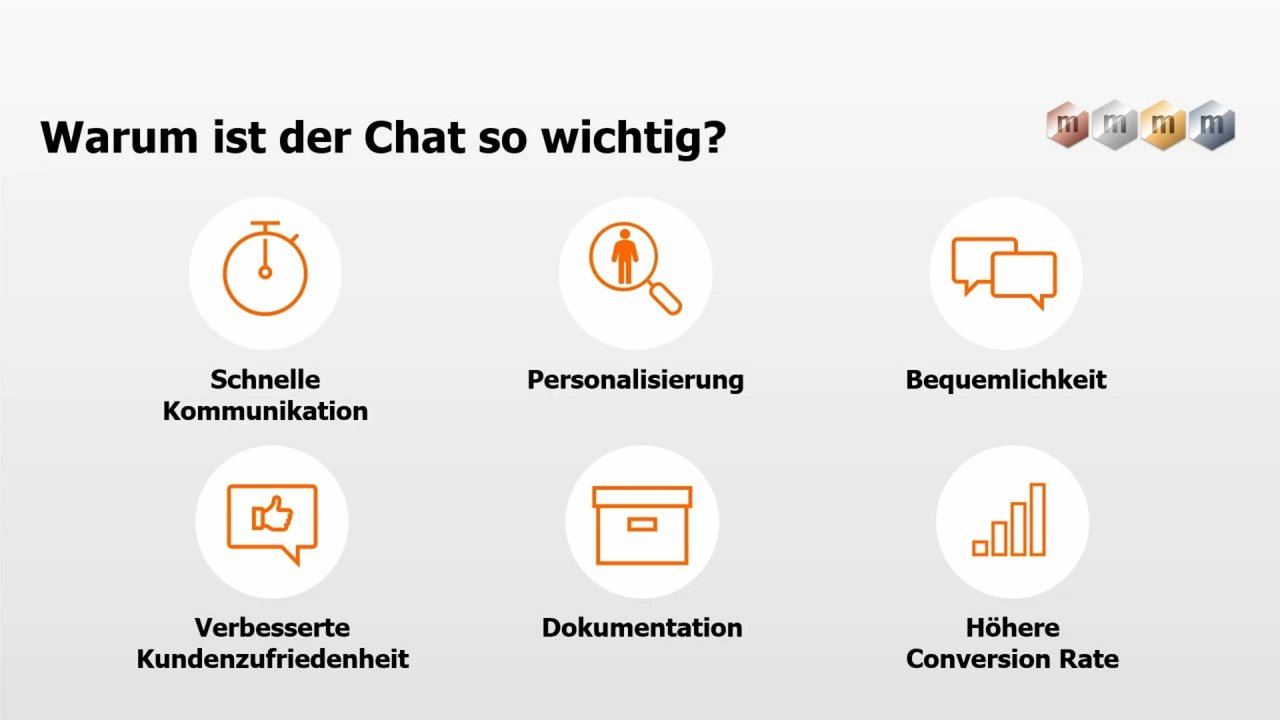 Warum ist der Chat so wichtig?
m m m m
Schnelle
Kommunikation
Personalisierung
Bequemlichkeit
Verbesserte
Kundenzufriedenheit
Dokumentation
Höhere
Conversion Rate